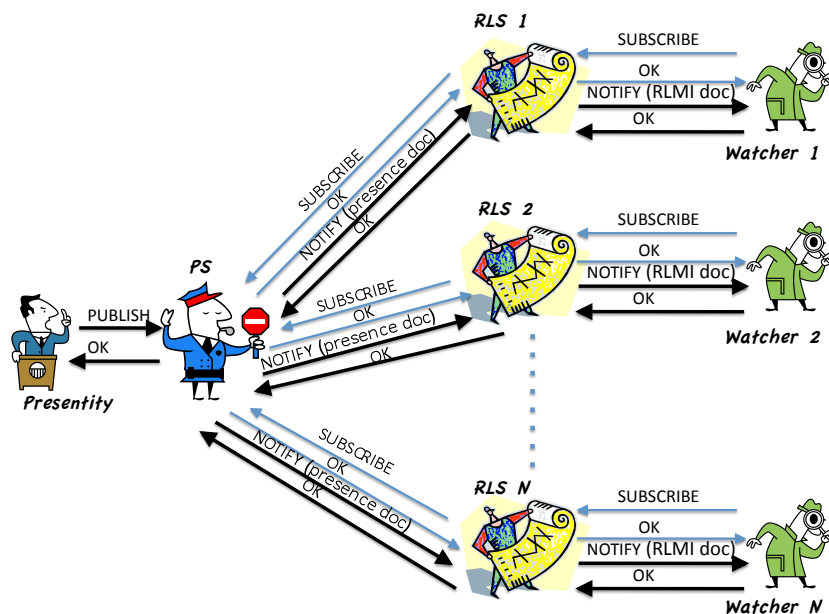 RLS 1
SUBSCRIBE
OK
NOTIFY (RLMI doc)
OK
Watcher 1
SUBSCRIBE
OK
NOTIFY (presence doc)
OK
RLS 2
SUBSCRIBE
OK
NOTIFY (RLMI doc)
OK
Watcher 2
PS
SUBSCRIBE
OK
NOTIFY (presence doc)
OK
PUBLISH
OK
Presentity
SUBSCRIBE
OK
NOTIFY (presence doc)
OK
RLS N
SUBSCRIBE
OK
NOTIFY (RLMI doc)
OK
Watcher N